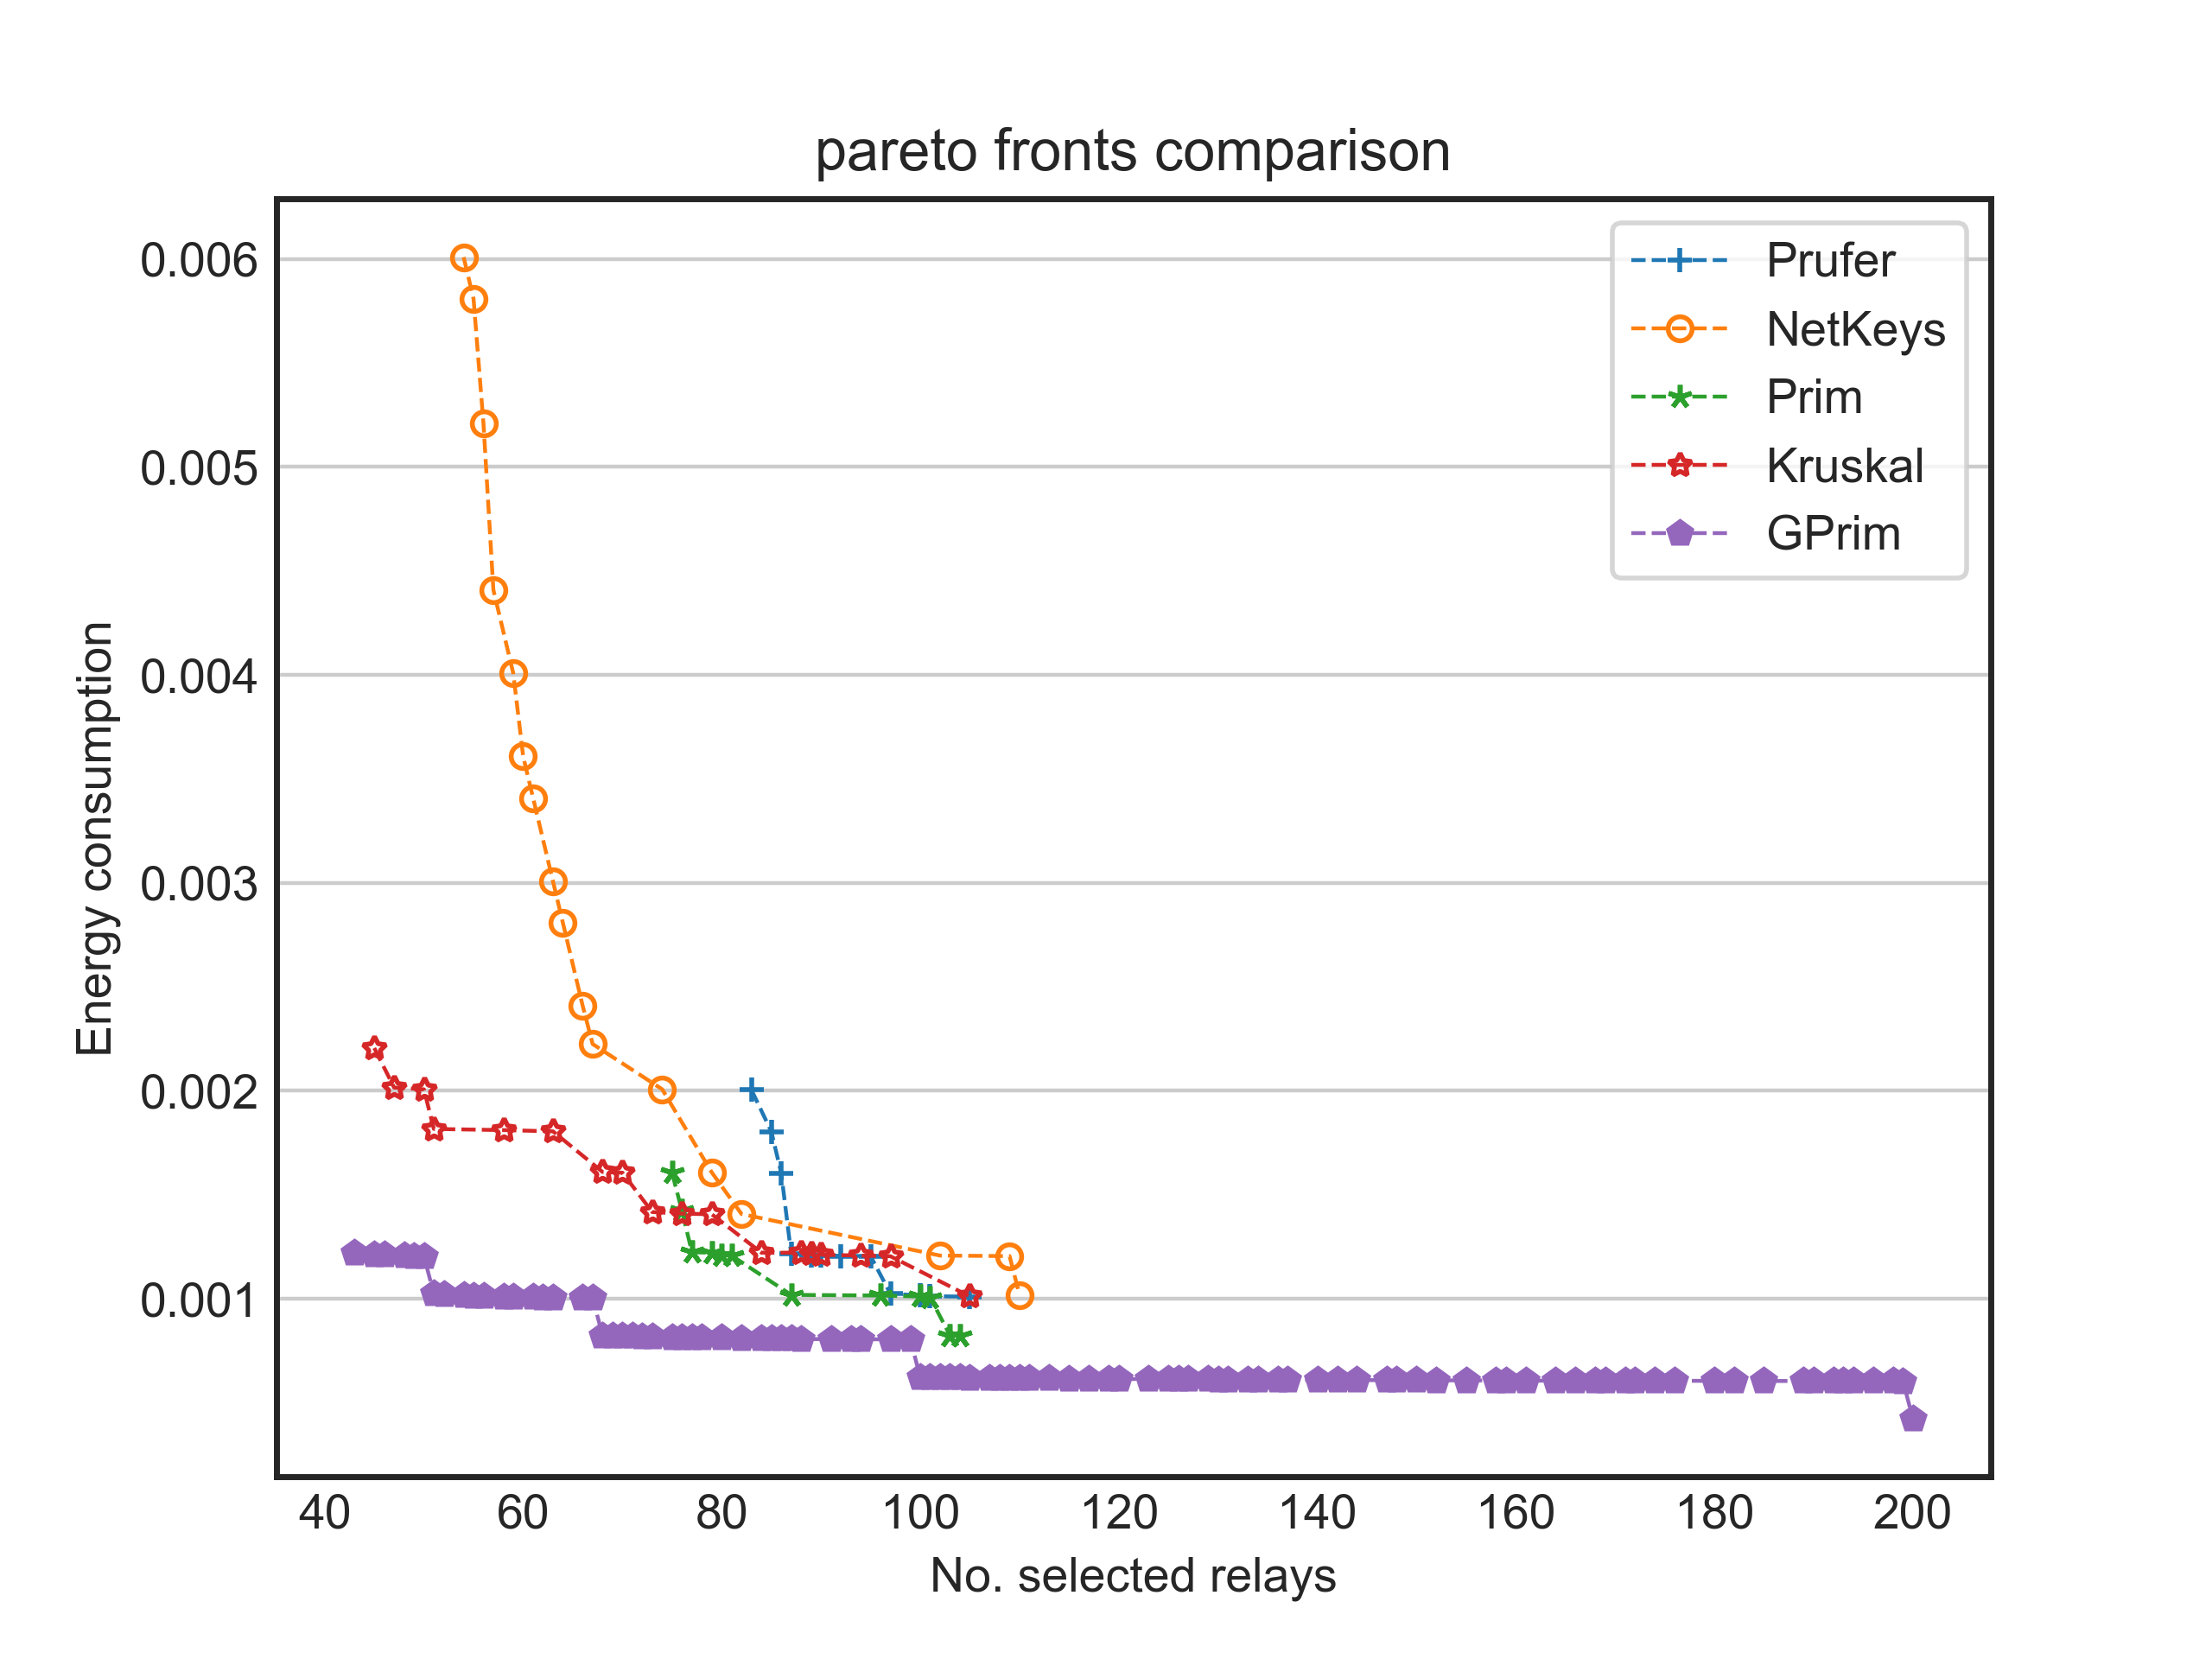 pareto fronts comparison
Prufer
NetKeys
Prim
Kruskal
GPrim
0.006
0.005
0.004
0.003
0.002
0.001
Energy consumption
40 60 80 100 120 140 160 180 200
No. selected relays